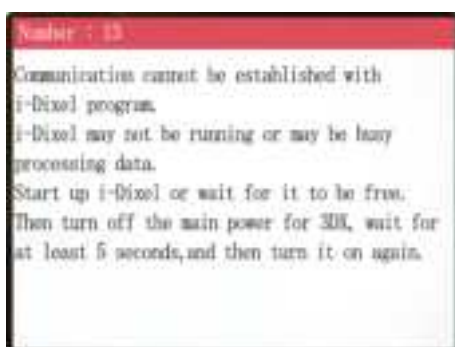 Number : 13
Communication cannot be established with
i-Dixel program.
i-Dixel may not be running or may be busy
processing data.
Start up i-Dixel or wait for it to be free.
Then turn off the main power for 3DX, wait for
at least 5 seconds,and then turn it on again.